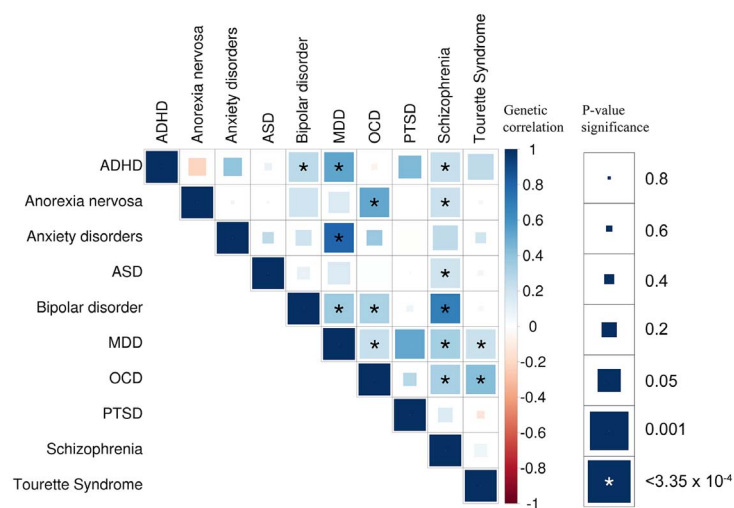 ADHD
Anorexia nervosa
Anxiety disorders
ASD
Bipolar disorder
MDD
OCD
PTSD
Schizophrenia
Tourette Syndrome
Genetic
correlation
P-value
significance
ADHD * * *
Anorexia nervosa * *
Anxiety disorders *
ASD *
Bipolar disorder * * *
MDD * * *
OCD * *
PTSD
Schizophrenia
Tourette Syndrome
1
0.8
0.6
0.4
0.2
0
-0.2
-0.4
-0.6
-0.8
-1
0.8
0.6
0.4
0.2
0.05
0.001
* <3.35 x 10⁻⁴